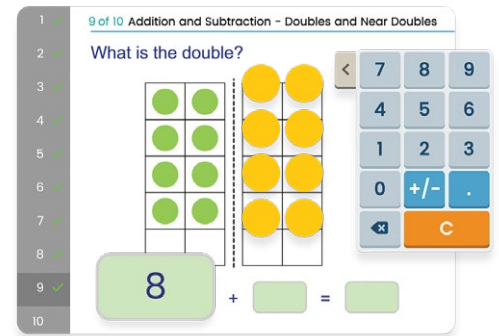 1
2
3
4
5
6
7
8
9
10
9 of 10 Addition and Subtraction - Doubles and Near Doubles
What is the double?
< 7 8 9
4 5 6
1 2 3
0 +/- .
C
8 + =